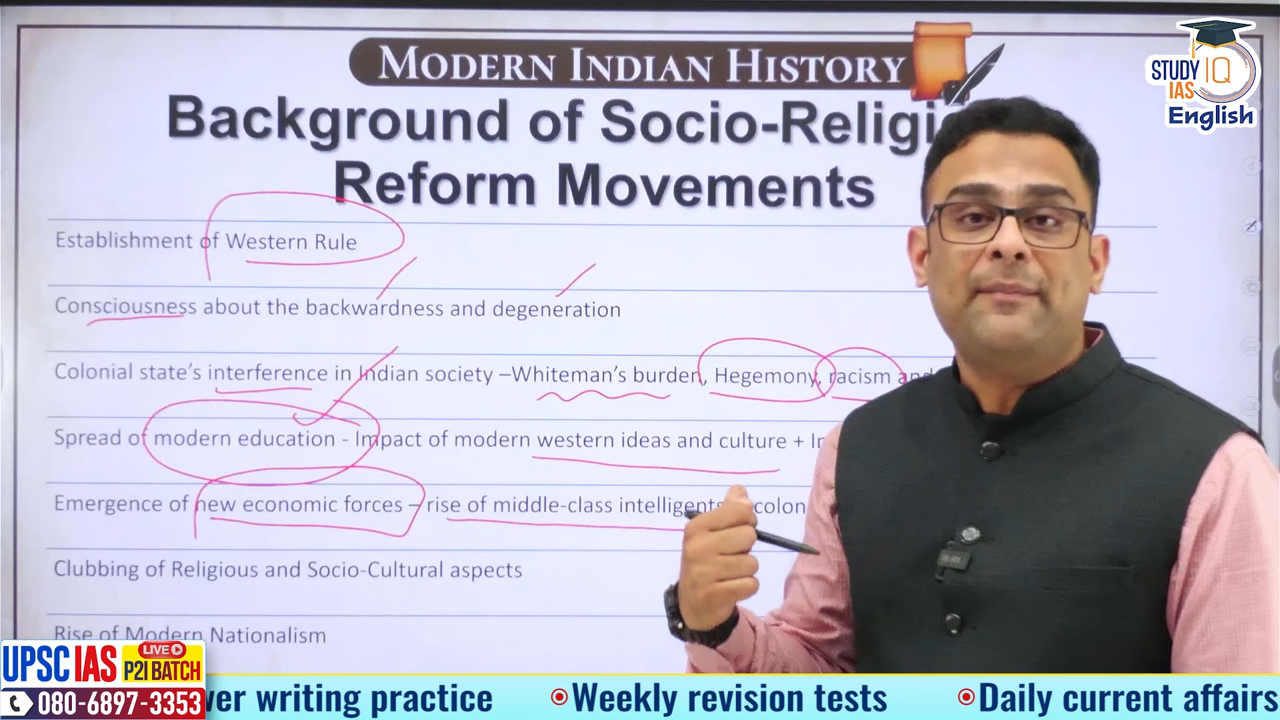 MODERN INDIAN HISTORY
STUDY IQ
IAS
English
Background of Socio-Religi
Reform Movements
Establishment of Western Rule
Consciousness about the backwardness and degeneration
Colonial state's interference in Indian society –Whiteman's burden, Hegemony, racism and
Spread of modern education - Impact of modern western ideas and culture +
Emergence of new economic forces – rise of middle-class intelligents colon
Clubbing of Religious and Socio-Cultural aspects
Rise of Modern Nationalism
UPSC IAS LIVE P2I BATCH
080-6897-3353
ver writing practice Weekly revision tests Daily current affairs